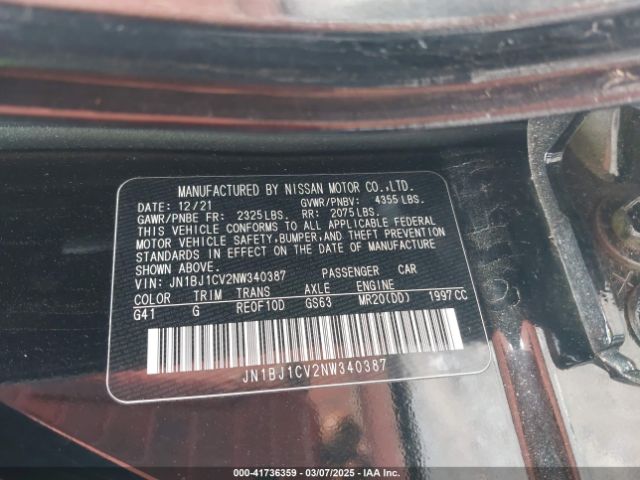 MANUFACTURED BY NISSAN MOTOR CO.,LTD.
DATE: 12/21 GVWR/PNBV: 4355 LBS.
GAWR/PNBE FR: 2325 LBS. RR: 2075 LBS.
THIS VEHICLE CONFORMS TO ALL APPLICABLE FEDERAL
MOTOR VEHICLE SAFETY, BUMPER, AND THEFT PREVENTION
STANDARDS IN EFFECT ON THE DATE OF MANUFACTURE
SHOWN ABOVE.
VIN: JN1BJ1CV2NW340387 PASSENGER CAR
COLOR TRIM TRANS AXLE ENGINE
G41 G RE0F10D GS63 MR20(DD) 1997 CC
JN1BJ1CV2NW340387
000-41736359 — 03/07/2025 — IAA Inc.